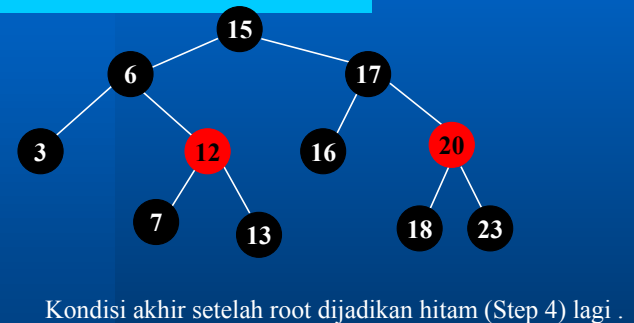 15
6 17
3 12 16 20
7 13 18 23
Kondisi akhir setelah root dijadikan hitam (Step 4) lagi .